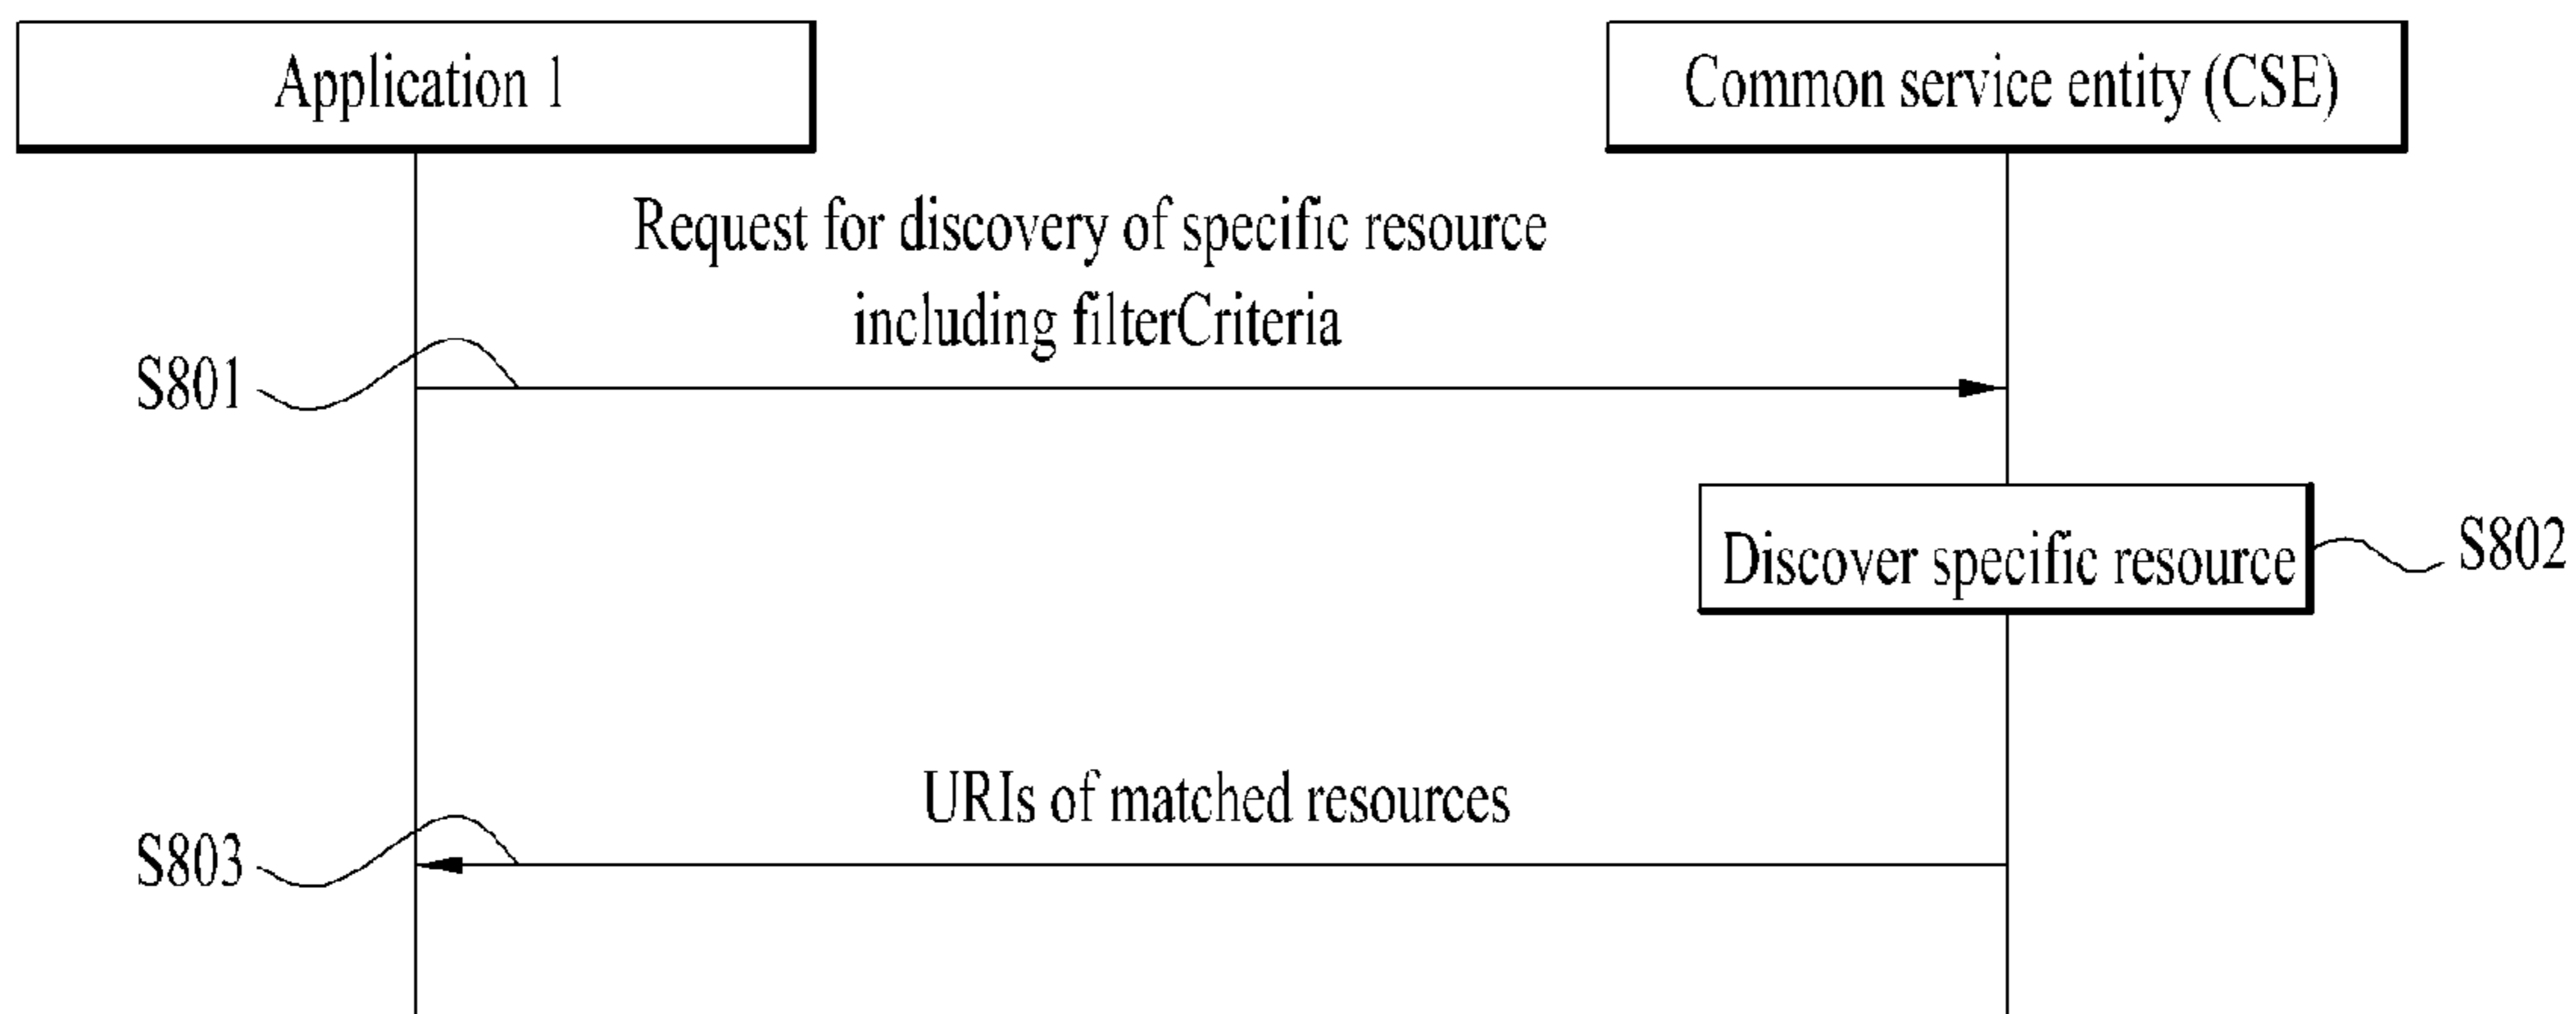 Application 1
Common service entity (CSE)
Request for discovery of specific resource
including filterCriteria
S801
Discover specific resource
S802
URIs of matched resources
S803